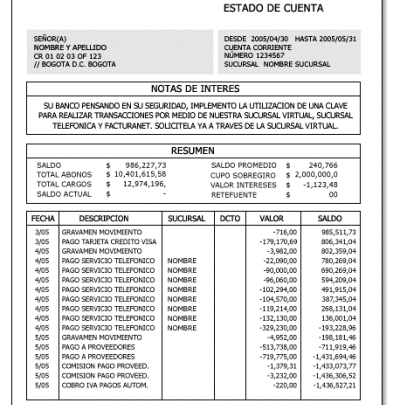 ESTADO DE CUENTA
SEÑOR(A)
NOMBRE Y APELLIDO
CR 01 02 03 OF 123
// BOGOTA D.C. BOGOTA
DESDE 2005/04/30 HASTA 2005/05/31
CUENTA CORRIENTE
NÚMERO 1234567
SUCURSAL NOMBRE SUCURSAL
NOTAS DE INTERES
SU BANCO PENSANDO EN SU SEGURIDAD, IMPLEMENTO LA UTILIZACION DE UNA CLAVE
PARA REALIZAR TRANSACCIONES POR MEDIO DE NUESTRA SUCURSAL VIRTUAL, SUCURSAL
TELEFONICA Y FACTURANET. SOLICITELA YA A TRAVES DE LA SUCURSAL VIRTUAL.
RESUMEN
SALDO $ 986,227,73 SALDO PROMEDIO $ 240,766
TOTAL ABONOS $ 10,401,615,58 CUPO SOBREGIRO $ 2,000,000,0
TOTAL CARGOS $ 12,974,196, VALOR INTERESES $ -1,123,48
SALDO ACTUAL $ - RETEFUENTE $ 00
FECHA DESCRIPCION SUCURSAL DCTO VALOR SALDO
3/05 GRAVAMEN MOVIMIENTO -716,00 985,511,73
3/05 PAGO TARJETA CREDITO VISA -179,170,69 806,341,04
4/05 GRAVAMEN MOVIMIENTO -3,982,00 802,359,04
4/05 PAGO SERVICIO TELEFONICO NOMBRE -22,090,00 780,269,04
4/05 PAGO SERVICIO TELEFONICO NOMBRE -90,000,00 690,269,04
4/05 PAGO SERVICIO TELEFONICO NOMBRE -96,060,00 594,209,04
4/05 PAGO SERVICIO TELEFONICO NOMBRE -102,294,00 491,915,04
4/05 PAGO SERVICIO TELEFONICO NOMBRE -104,570,00 387,345,04
4/05 PAGO SERVICIO TELEFONICO NOMBRE -119,214,00 268,131,04
4/05 PAGO SERVICIO TELEFONICO NOMBRE -132,130,00 136,001,04
4/05 PAGO SERVICIO TELEFONICO NOMBRE -329,230,00 -193,228,96
5/05 GRAVAMEN MOVIMIENTO -4,952,00 -198,181,46
5/05 PAGO A PROVEEDORES -513,738,00 -711,919,46
5/05 PAGO A PROVEEDORES -719,775,00 -1,431,694,46
5/05 COMISION PAGO PROVEED. -1,379,31 -1,433,073,77
5/05 COMISION PAGO PROVEED. -3,232,00 -1,436,306,52
5/05 COBRO IVA PAGOS AUTOM. -220,00 -1,436,527,21